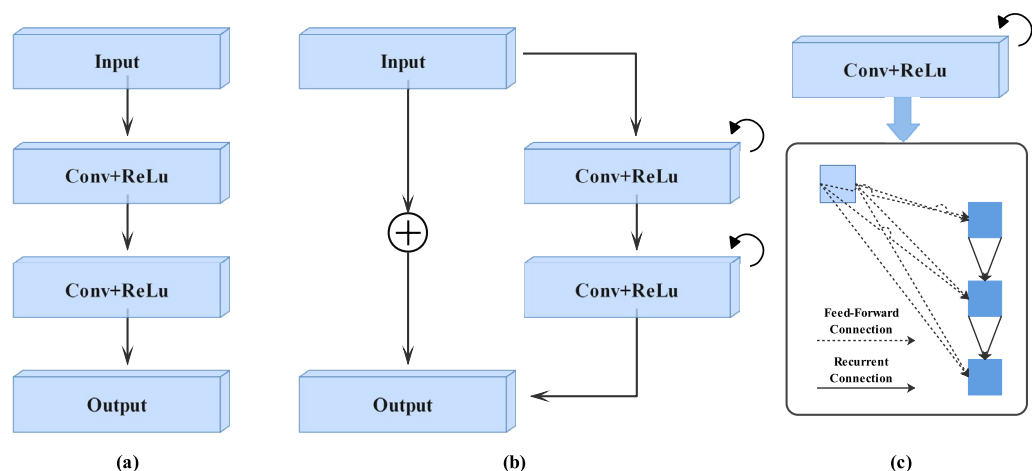 Input
Conv+ReLu
Conv+ReLu
Output
(a)
Input
Conv+ReLu
Conv+ReLu
Output
(b)
Conv+ReLu
Feed-Forward
Connection
Recurrent
Connection
(c)